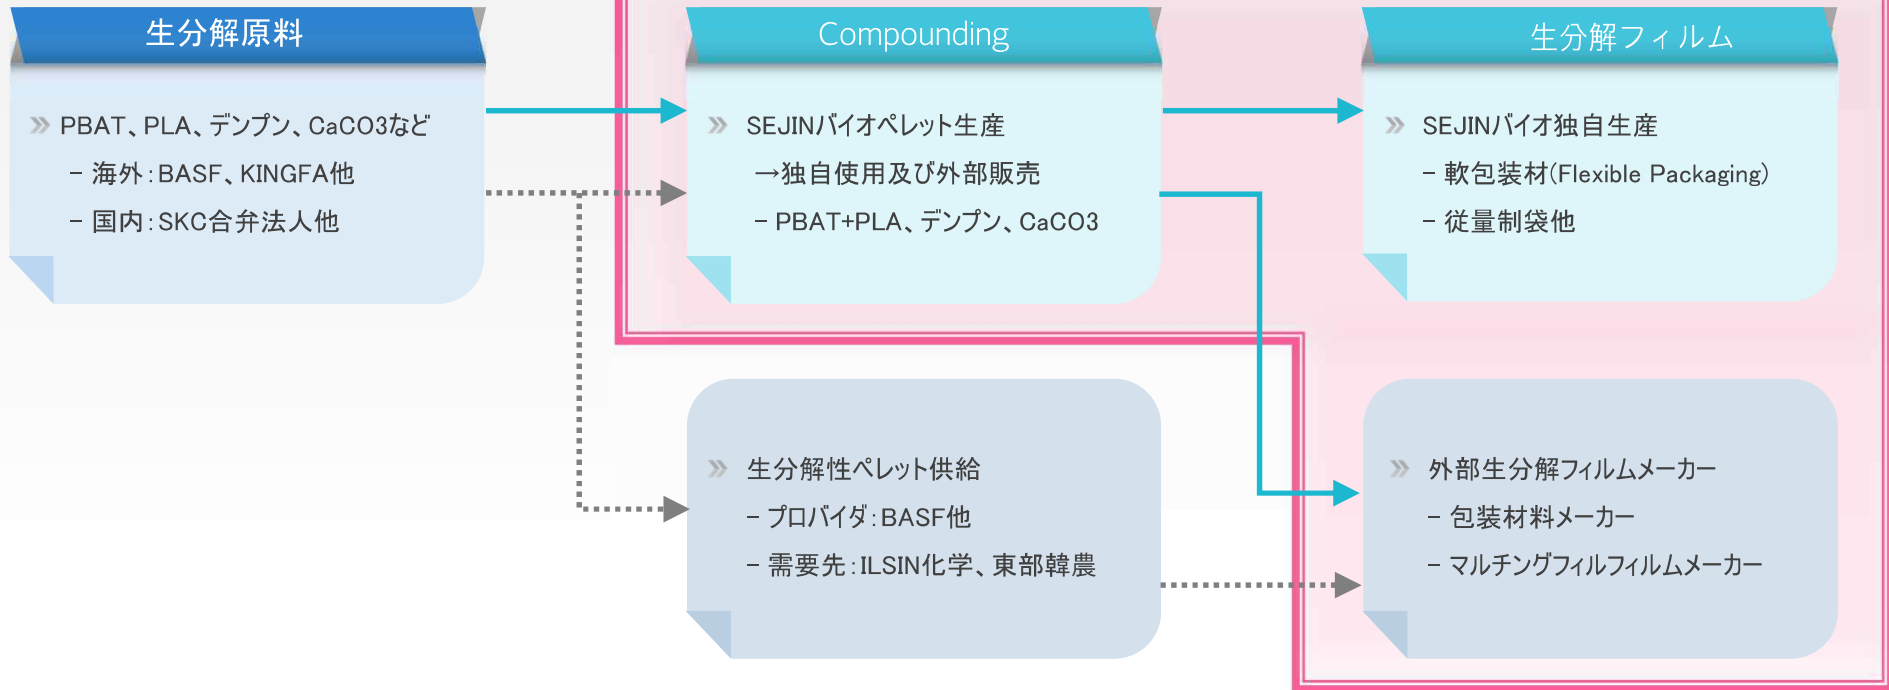 生分解原料
PBAT、PLA、デンプン、CaCO3など
- 海外：BASF、KINGFA他
- 国内：SKC合弁法人他
Compounding
SEJINバイオペレット生産
→独自使用及び外部販売
- PBAT+PLA、デンプン、CaCO3
生分解フィルム
SEJINバイオ独自生産
- 軟包装材(Flexible Packaging)
- 従量制袋他
生分解性ペレット供給
- プロバイダ：BASF他
- 需要先：ILSIN化学、東部韓農
外部生分解フィルムメーカー
- 包装材料メーカー
- マルチングフィルフィルムメーカー